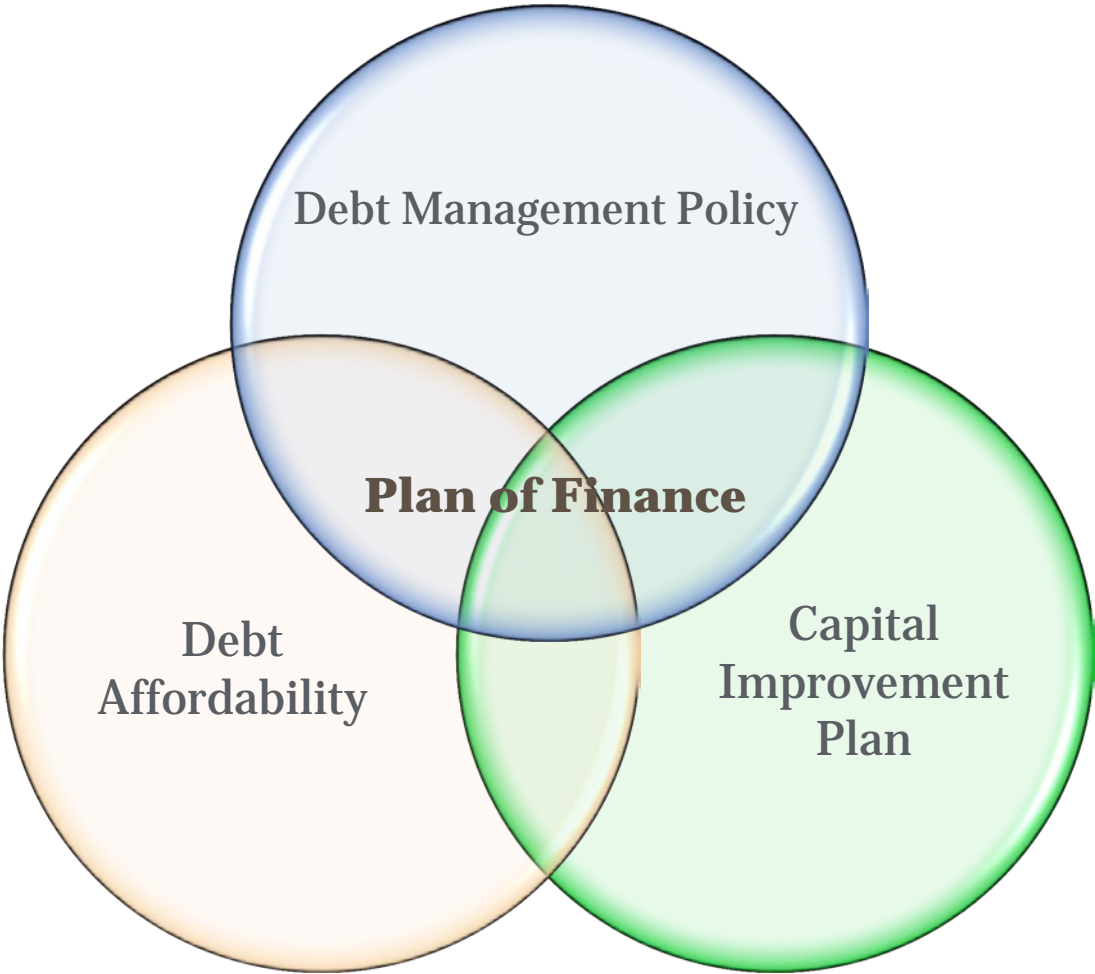 Debt Management Policy
Plan of Finance
Debt
Affordability
Capital
Improvement
Plan